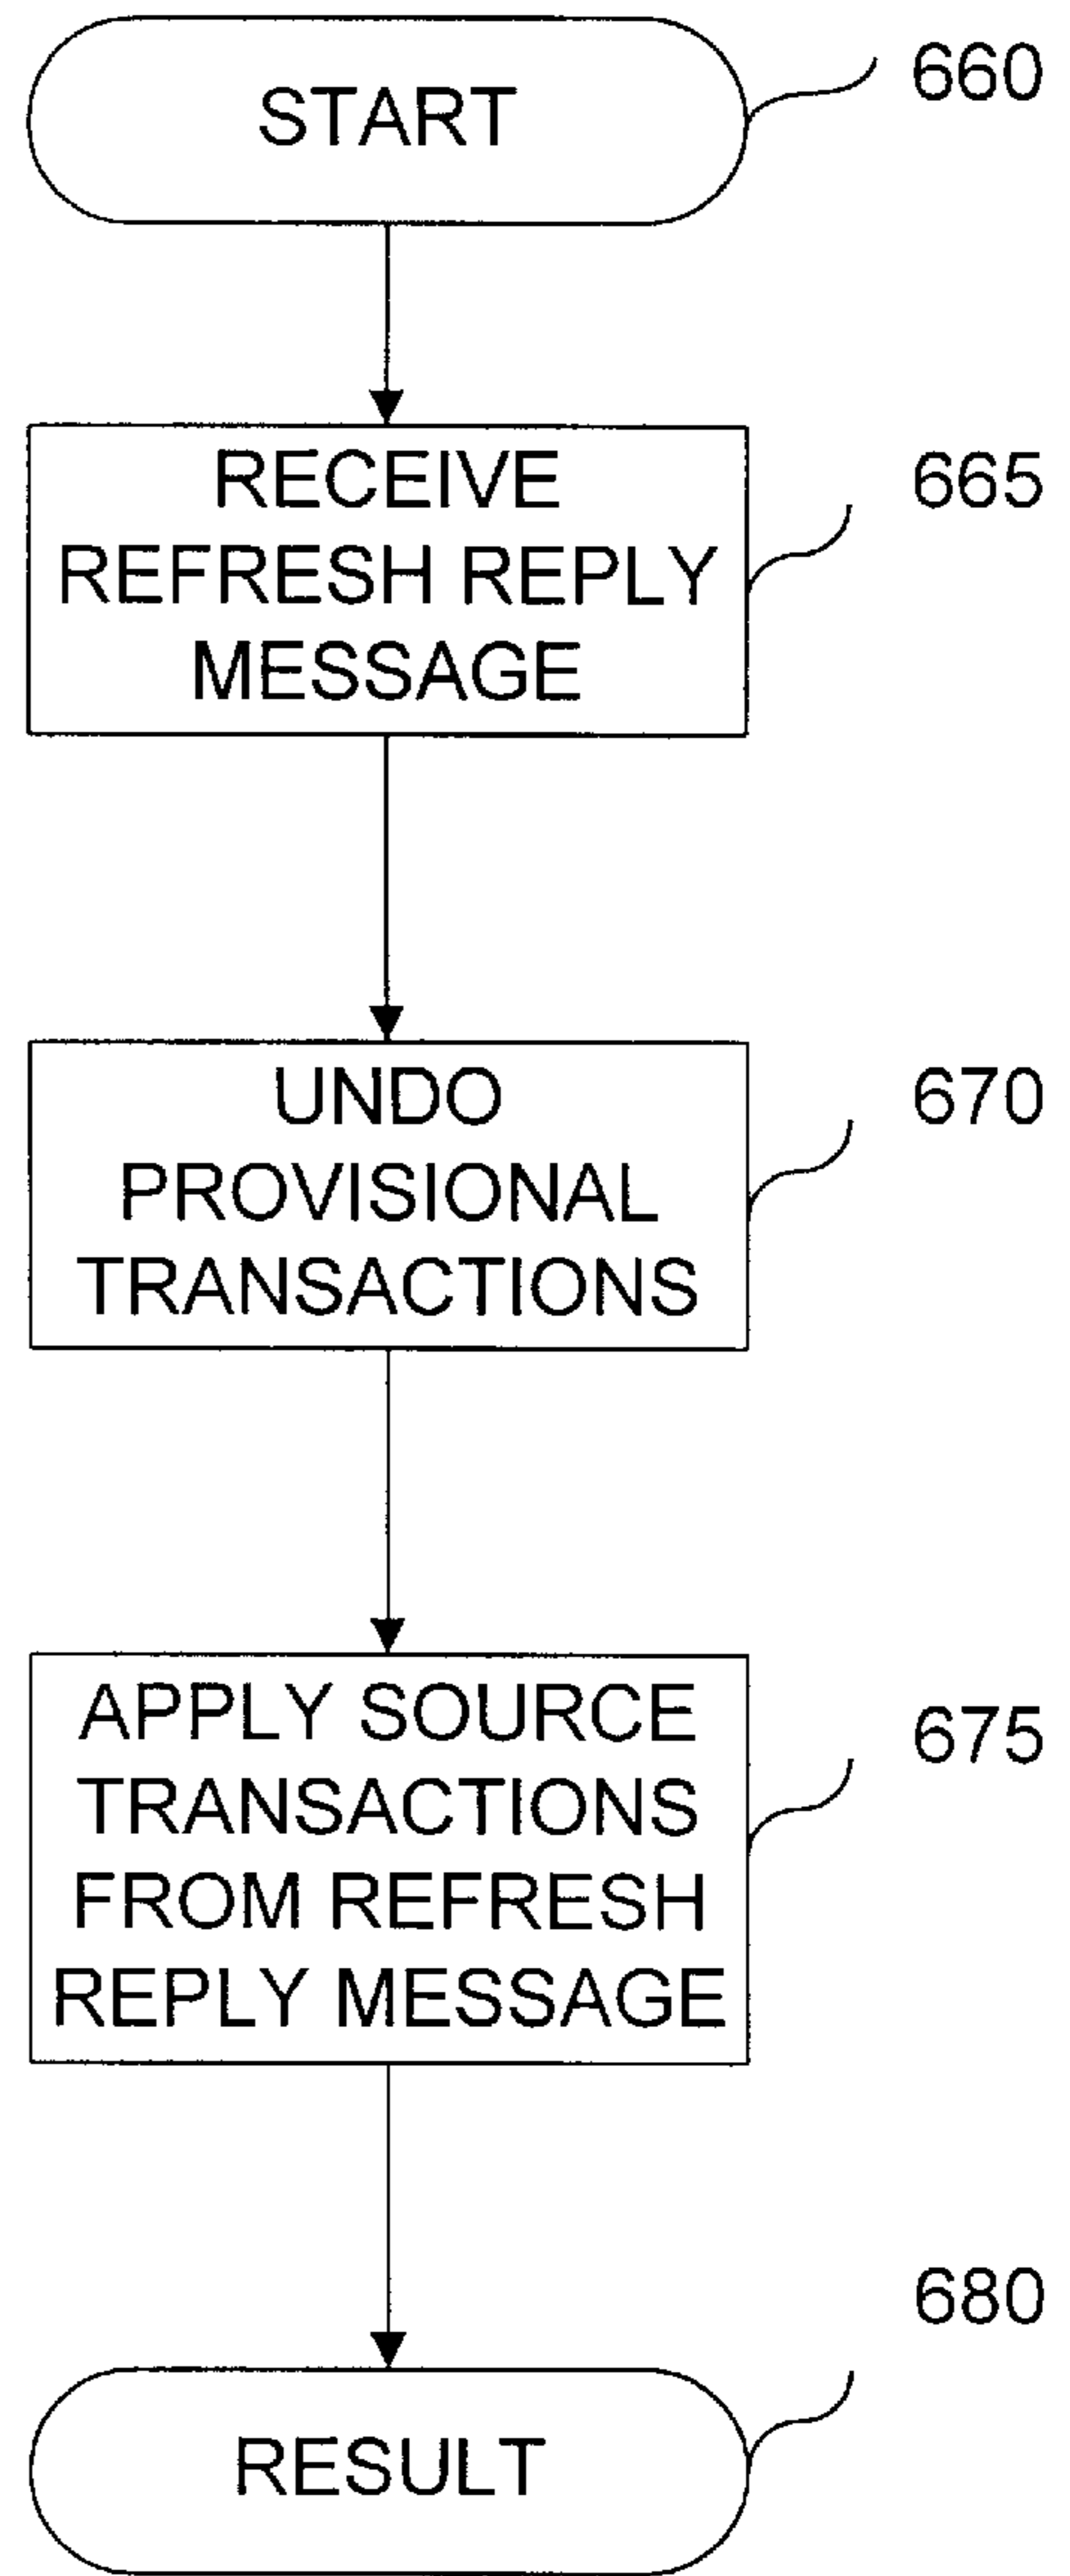 START
660
RECEIVE
665
REFRESH REPLY
MESSAGE
UNDO
670
PROVISIONAL
TRANSACTIONS
APPLY SOURCE
675
TRANSACTIONS
FROM REFRESH
REPLY MESSAGE
680
RESULT